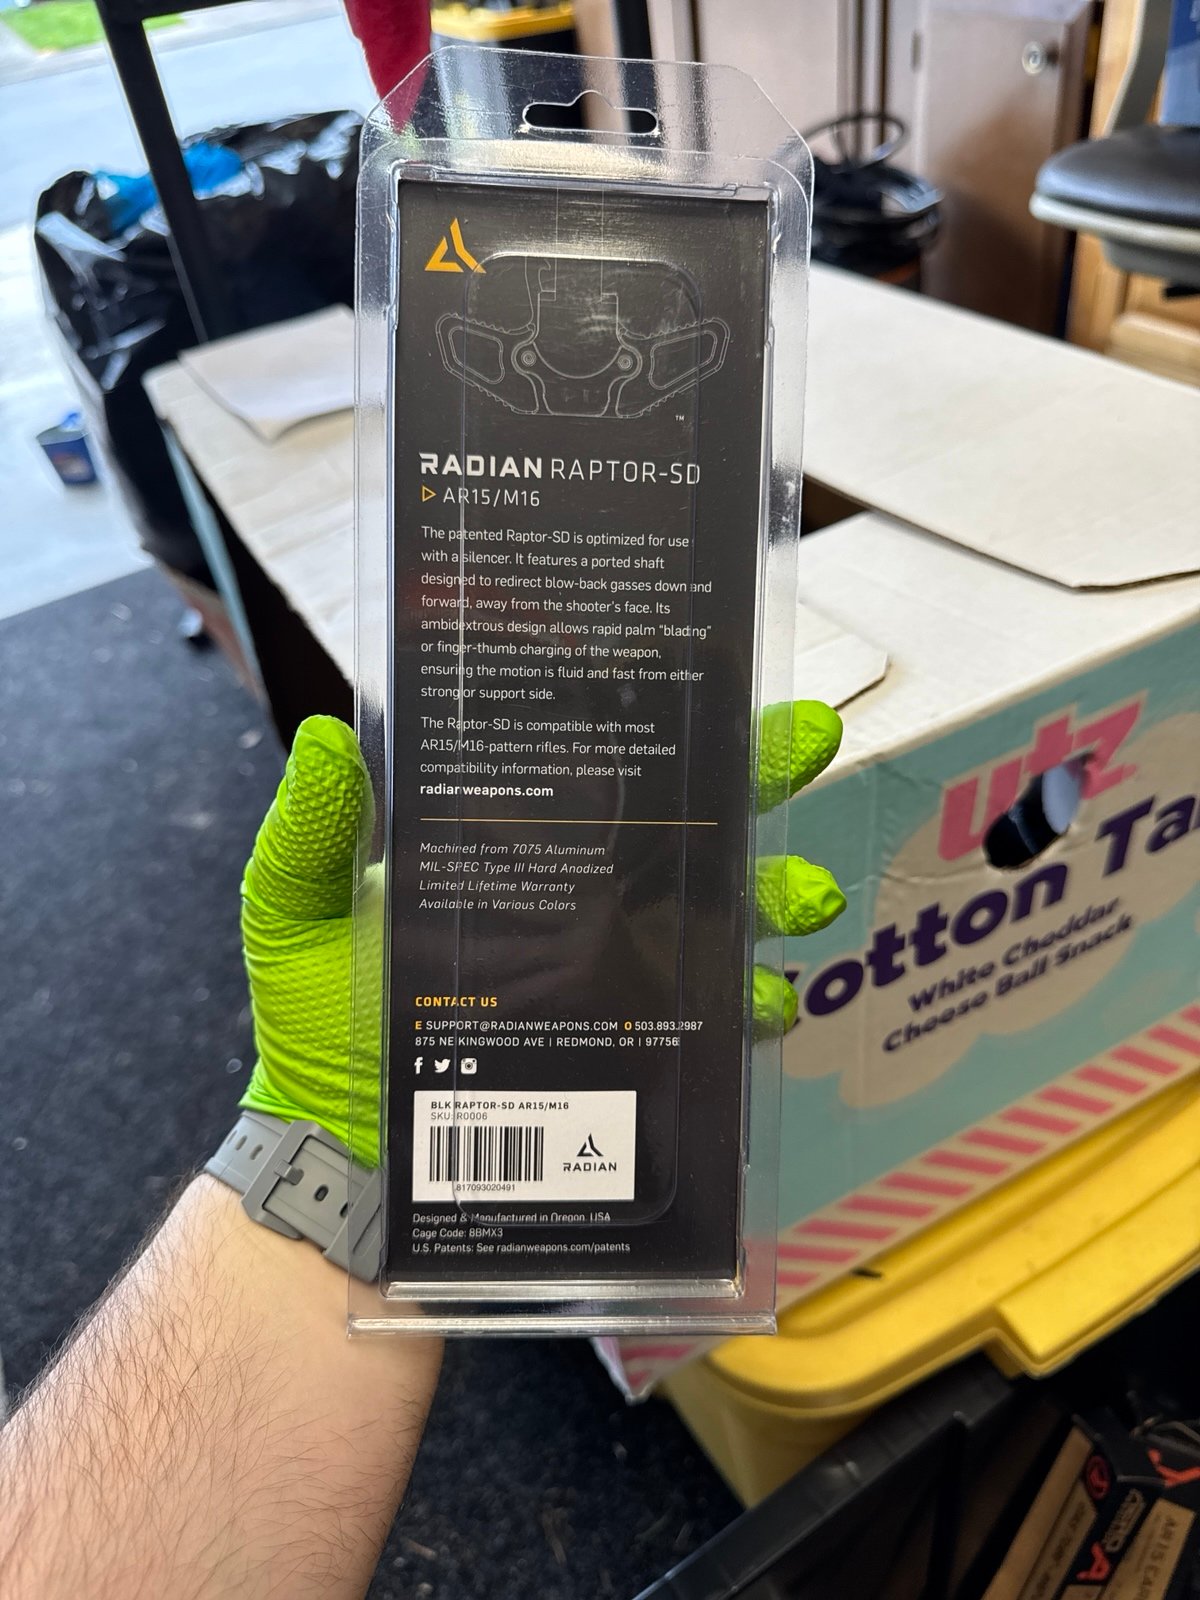 ™
RADIAN RAPTOR-SD
AR15/M16
The patented Raptor-SD is optimized for use
with a silencer. It features a ported shaft
designed to redirect blow-back gasses down and
forward, away from the shooter's face. Its
ambidextrous design allows rapid palm "blading"
or finger-thumb charging of the weapon,
ensuring the motion is fluid and fast from either
strong or support side.
The Raptor-SD is compatible with most
AR15/M16-pattern rifles. For more detailed
compatibility information, please visit
radianweapons.com
Machined from 7075 Aluminum
MIL-SPEC Type III Hard Anodized
Limited Lifetime Warranty
Available in Various Colors
CONTACT US
E SUPPORT@RADIANWEAPONS.COM O 503.893.2987
875 NE KINGWOOD AVE | REDMOND, OR | 97756
BLK RAPTOR-SD AR15/M16
SKU: R0006
RADIAN
817093020491
Designed & Manufactured in Oregon, USA
Cage Code: 8BMX3
U.S. Patents: See radianweapons.com/patents
utz
Cotton Ta
White Cheddar
Cheese Ball Snack